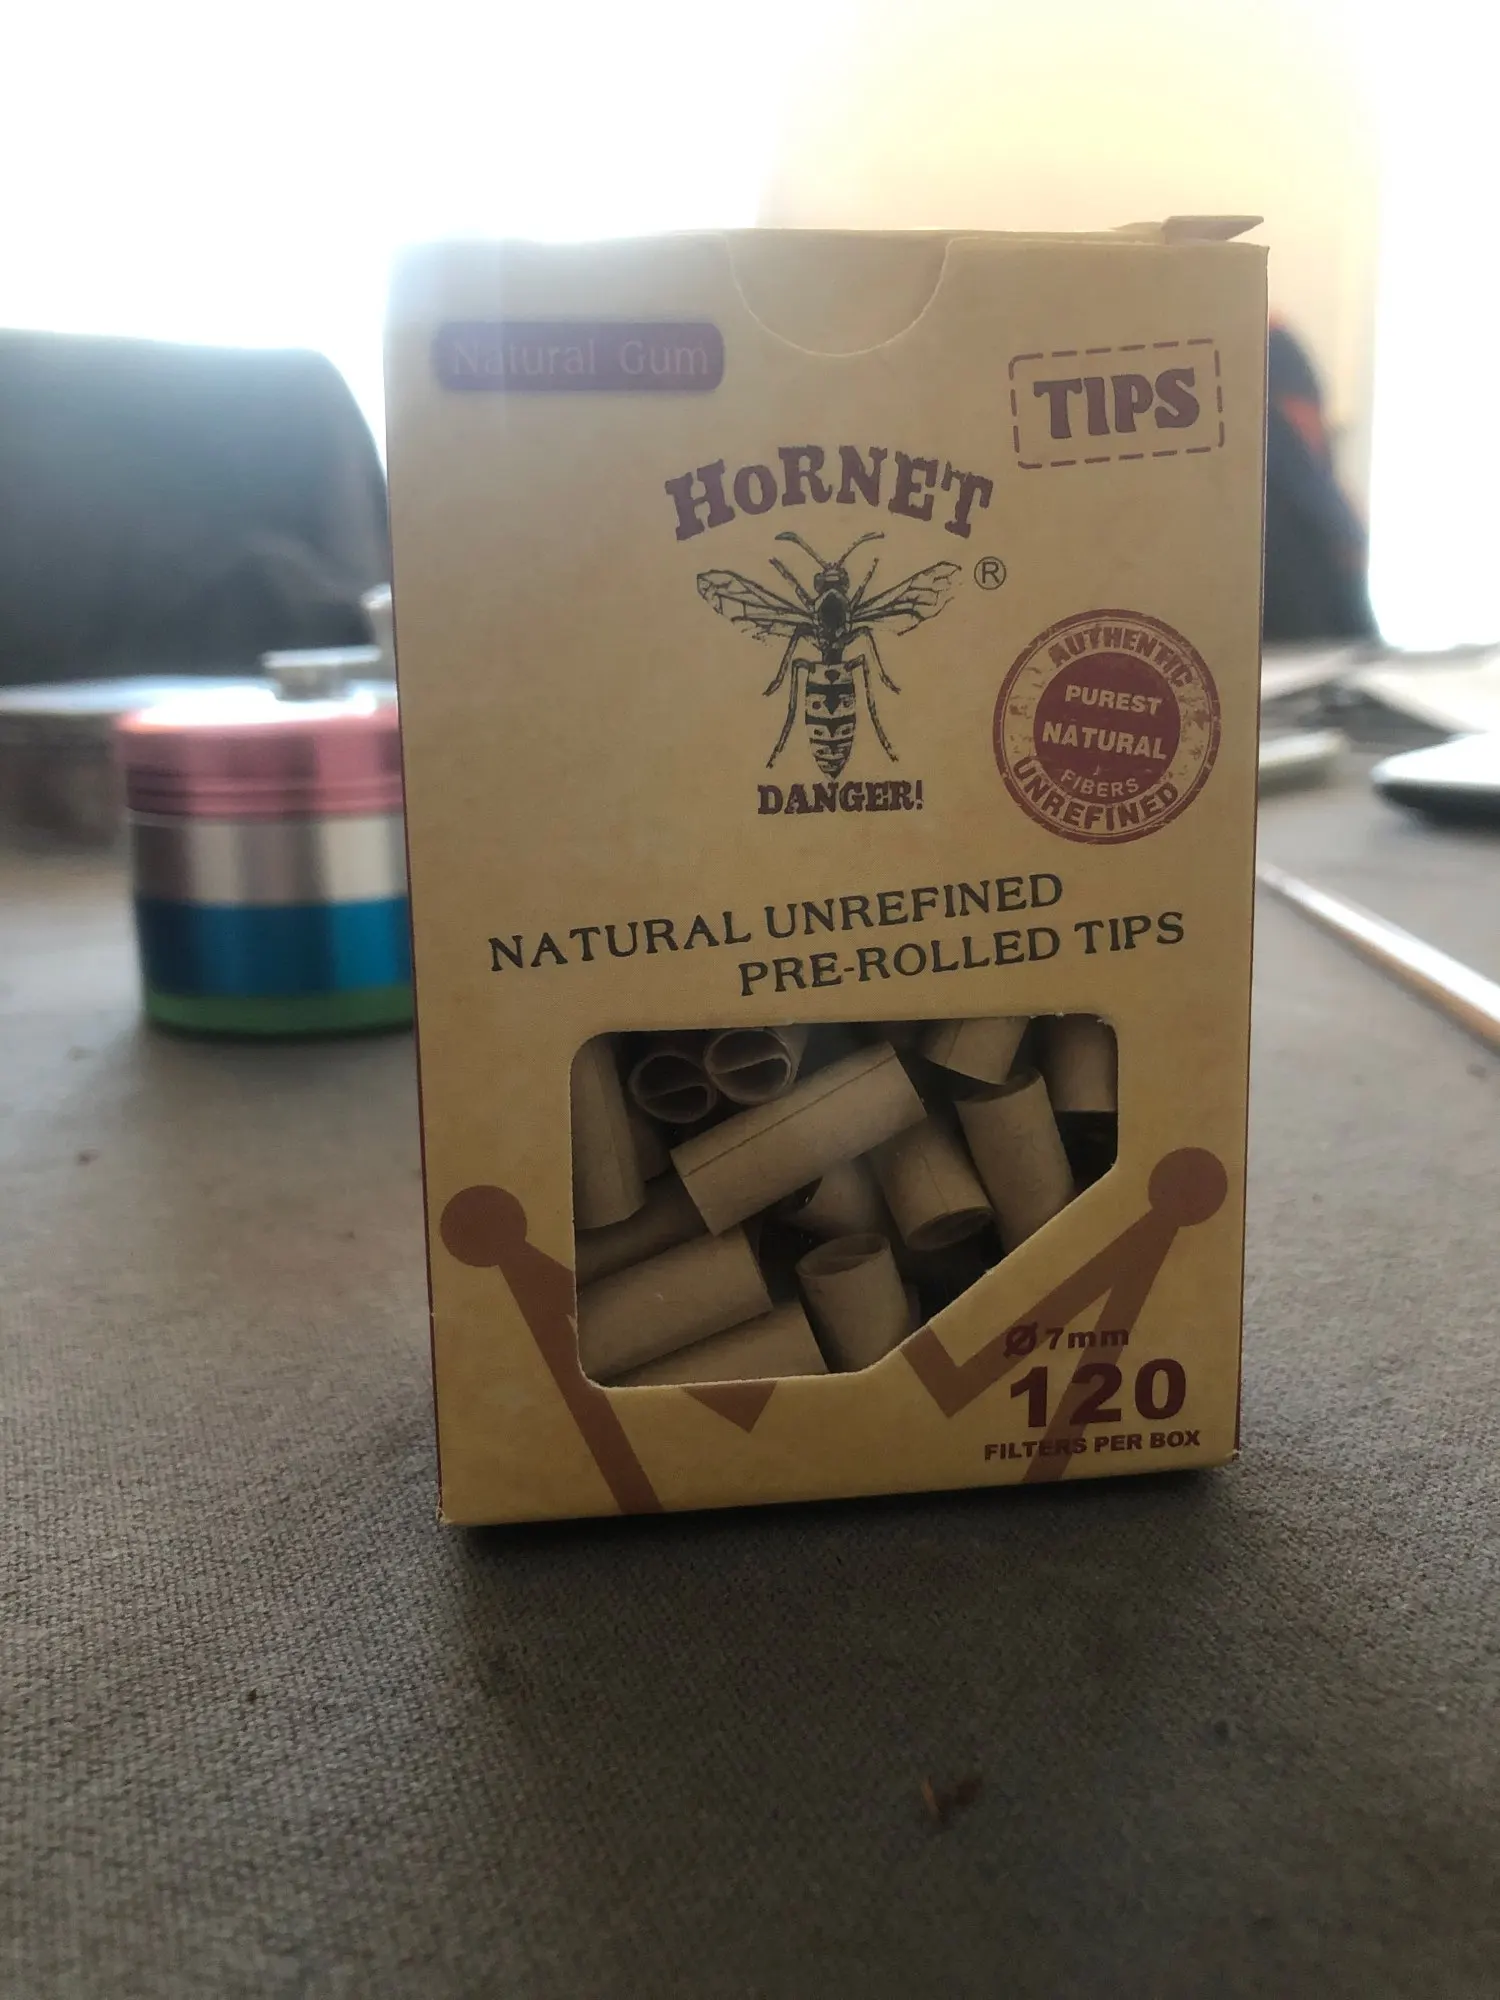 Natural Gum
TIPS
HORNET
®
DANGER!
AUTHENTIC
PUREST
NATURAL
FIBERS
UNREFINED
NATURAL UNREFINED
PRE-ROLLED TIPS
Ø 7mm
120
FILTERS PER BOX